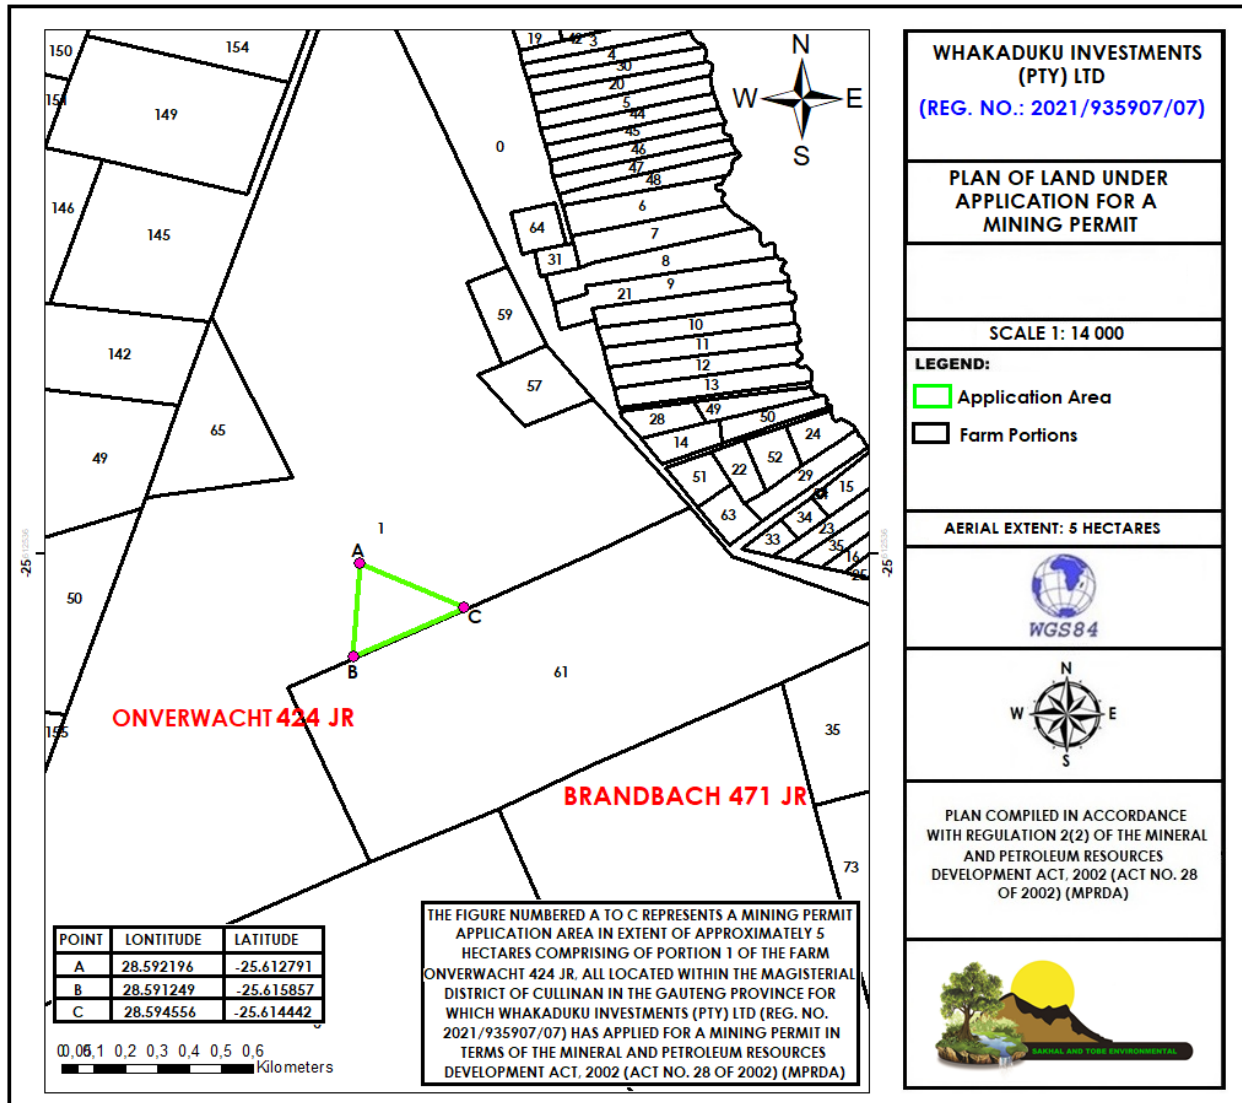 154
150
151
149
146
145
142
65
49
50
155
19
42
3
4
30
20
5
44
45
46
47
48
6
7
8
9
21
10
11
12
13
0
64
31
59
57
28
49
50
14
24
52
22
51
29
63
15
34
23
33
35
16
25
1
61
35
73
N
W E
S
A
B
C
-25
-25
ONVERWACHT 424 JR
BRANDBACH 471 JR
POINT LONTITUDE LATITUDE
A 28.592196 -25.612791
B 28.591249 -25.615857
C 28.594556 -25.614442
0,1 0,2 0,3 0,4 0,5 0,6
Kilometers
THE FIGURE NUMBERED A TO C REPRESENTS A MINING PERMIT
APPLICATION AREA IN EXTENT OF APPROXIMATELY 5
HECTARES COMPRISING OF PORTION 1 OF THE FARM
ONVERWACHT 424 JR, ALL LOCATED WITHIN THE MAGISTERIAL
DISTRICT OF CULLINAN IN THE GAUTENG PROVINCE FOR
WHICH WHAKADUKU INVESTMENTS (PTY) LTD (REG. NO.
2021/935907/07) HAS APPLIED FOR A MINING PERMIT IN
TERMS OF THE MINERAL AND PETROLEUM RESOURCES
DEVELOPMENT ACT, 2002 (ACT NO. 28 OF 2002) (MPRDA)
WHAKADUKU INVESTMENTS
(PTY) LTD
(REG. NO.: 2021/935907/07)
PLAN OF LAND UNDER
APPLICATION FOR A
MINING PERMIT
SCALE 1: 14 000
LEGEND:
Application Area
Farm Portions
AERIAL EXTENT: 5 HECTARES
WGS84
N
W E
S
PLAN COMPILED IN ACCORDANCE
WITH REGULATION 2(2) OF THE MINERAL
AND PETROLEUM RESOURCES
DEVELOPMENT ACT, 2002 (ACT NO. 28
OF 2002) (MPRDA)
SAKHAL AND TOBE ENVIRONMENTAL